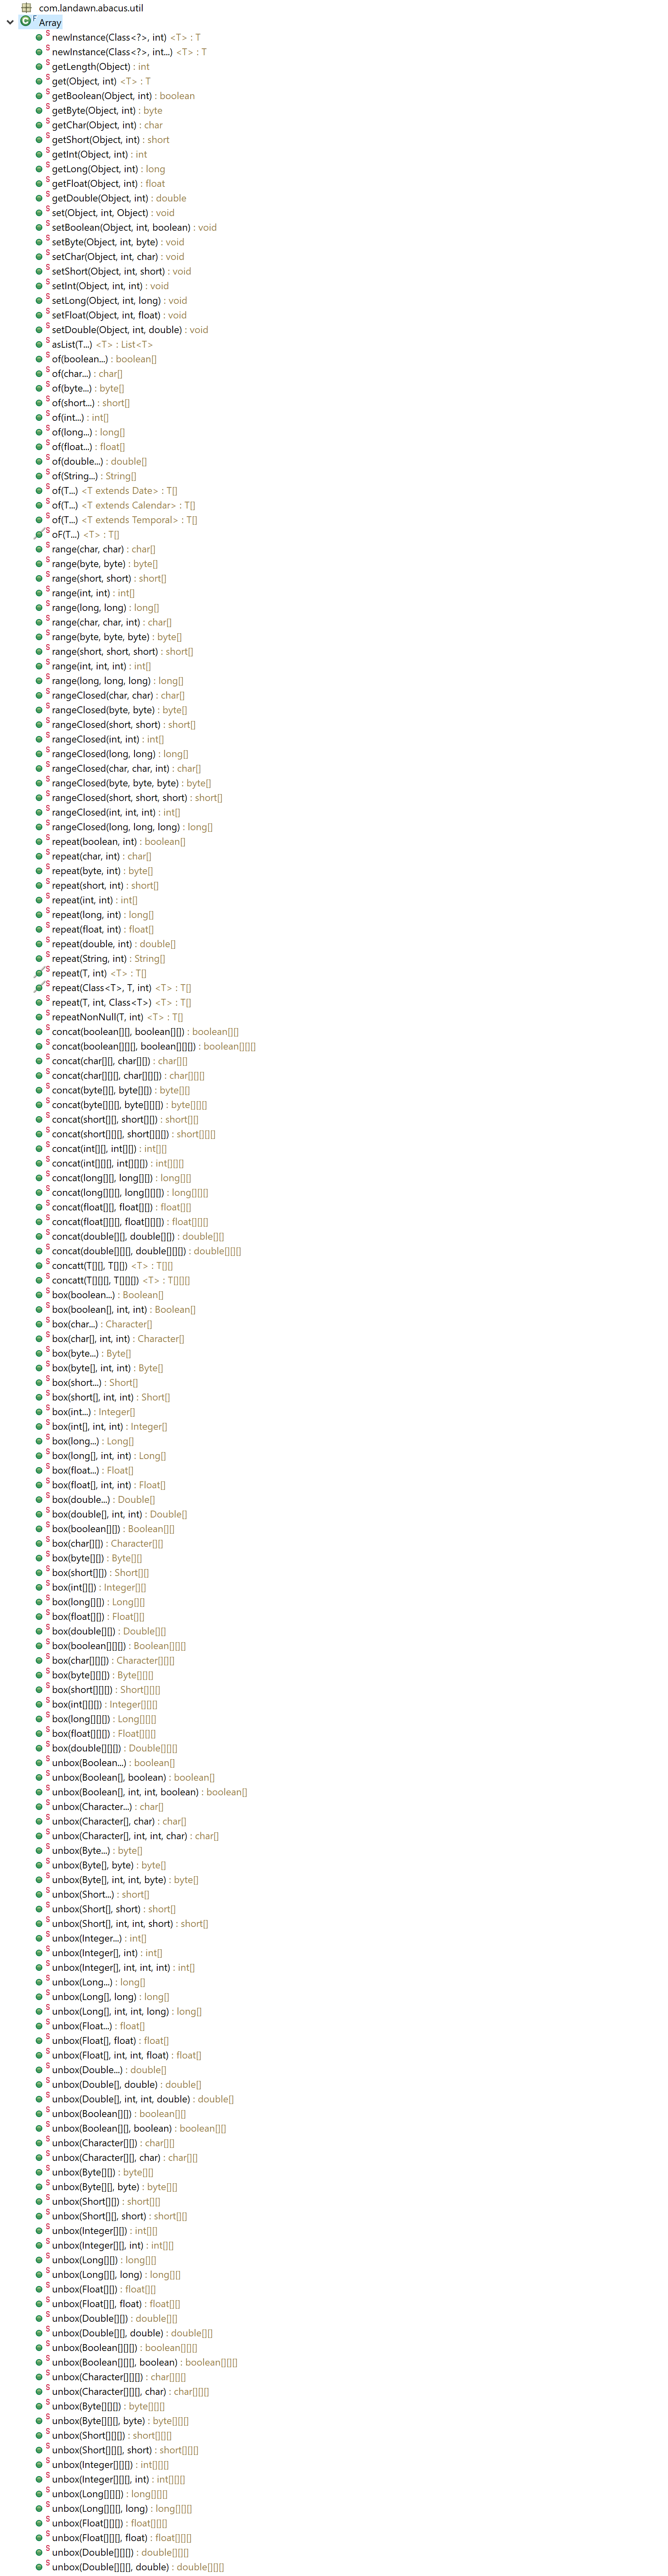 com.landawn.abacus.util
Array
newInstance(Class<?>, int) <T> : T
newInstance(Class<?>, int...) <T> : T
getLength(Object) : int
get(Object, int) <T> : T
getBoolean(Object, int) : boolean
getByte(Object, int) : byte
getChar(Object, int) : char
getShort(Object, int) : short
getInt(Object, int) : int
getLong(Object, int) : long
getFloat(Object, int) : float
getDouble(Object, int) : double
set(Object, int, Object) : void
setBoolean(Object, int, boolean) : void
setByte(Object, int, byte) : void
setChar(Object, int, char) : void
setShort(Object, int, short) : void
setInt(Object, int, int) : void
setLong(Object, int, long) : void
setFloat(Object, int, float) : void
setDouble(Object, int, double) : void
asList(T...) <T> : List<T>
of(boolean...) : boolean[]
of(char...) : char[]
of(byte...) : byte[]
of(short...) : short[]
of(int...) : int[]
of(long...) : long[]
of(float...) : float[]
of(double...) : double[]
of(String...) : String[]
of(T...) <T extends Date> : T[]
of(T...) <T extends Calendar> : T[]
of(T...) <T extends Temporal> : T[]
oF(T...) <T> : T[]
range(char, char) : char[]
range(byte, byte) : byte[]
range(short, short) : short[]
range(int, int) : int[]
range(long, long) : long[]
range(char, char, int) : char[]
range(byte, byte, byte) : byte[]
range(short, short, short) : short[]
range(int, int, int) : int[]
range(long, long, long) : long[]
rangeClosed(char, char) : char[]
rangeClosed(byte, byte) : byte[]
rangeClosed(short, short) : short[]
rangeClosed(int, int) : int[]
rangeClosed(long, long) : long[]
rangeClosed(char, char, int) : char[]
rangeClosed(byte, byte, byte) : byte[]
rangeClosed(short, short, short) : short[]
rangeClosed(int, int, int) : int[]
rangeClosed(long, long, long) : long[]
repeat(boolean, int) : boolean[]
repeat(char, int) : char[]
repeat(byte, int) : byte[]
repeat(short, int) : short[]
repeat(int, int) : int[]
repeat(long, int) : long[]
repeat(float, int) : float[]
repeat(double, int) : double[]
repeat(String, int) : String[]
repeat(T, int) <T> : T[]
repeat(Class<T>, T, int) <T> : T[]
repeat(T, int, Class<T>) <T> : T[]
repeatNonNull(T, int) <T> : T[]
concat(boolean[][], boolean[][]) : boolean[][]
concat(boolean[][][], boolean[][][]) : boolean[][][]
concat(char[][], char[][]) : char[][]
concat(char[][][], char[][][]) : char[][][]
concat(byte[][], byte[][]) : byte[][]
concat(byte[][][], byte[][][]) : byte[][][]
concat(short[][], short[][]) : short[][]
concat(short[][][], short[][][]) : short[][][]
concat(int[][], int[][]) : int[][]
concat(int[][][], int[][][]) : int[][][]
concat(long[][], long[][]) : long[][]
concat(long[][][], long[][][]) : long[][][]
concat(float[][], float[][]) : float[][]
concat(float[][][], float[][][]) : float[][][]
concat(double[][], double[][]) : double[][]
concat(double[][][], double[][][]) : double[][][]
concatt(T[][], T[][]) <T> : T[][]
concatt(T[][][], T[][][]) <T> : T[][][]
box(boolean...) : Boolean[]
box(boolean[], int, int) : Boolean[]
box(char...) : Character[]
box(char[], int, int) : Character[]
box(byte...) : Byte[]
box(byte[], int, int) : Byte[]
box(short...) : Short[]
box(short[], int, int) : Short[]
box(int...) : Integer[]
box(int[], int, int) : Integer[]
box(long...) : Long[]
box(long[], int, int) : Long[]
box(float...) : Float[]
box(float[], int, int) : Float[]
box(double...) : Double[]
box(double[], int, int) : Double[]
box(boolean[][]) : Boolean[][]
box(char[][]) : Character[][]
box(byte[][]) : Byte[][]
box(short[][]) : Short[][]
box(int[][]) : Integer[][]
box(long[][]) : Long[][]
box(float[][]) : Float[][]
box(double[][]) : Double[][]
box(boolean[][][]) : Boolean[][][]
box(char[][][]) : Character[][][]
box(byte[][][]) : Byte[][][]
box(short[][][]) : Short[][][]
box(int[][][]) : Integer[][][]
box(long[][][]) : Long[][][]
box(float[][][]) : Float[][][]
box(double[][][]) : Double[][][]
unbox(Boolean...) : boolean[]
unbox(Boolean[], boolean) : boolean[]
unbox(Boolean[], int, int, boolean) : boolean[]
unbox(Character...) : char[]
unbox(Character[], char) : char[]
unbox(Character[], int, int, char) : char[]
unbox(Byte...) : byte[]
unbox(Byte[], byte) : byte[]
unbox(Byte[], int, int, byte) : byte[]
unbox(Short...) : short[]
unbox(Short[], short) : short[]
unbox(Short[], int, int, short) : short[]
unbox(Integer...) : int[]
unbox(Integer[], int) : int[]
unbox(Integer[], int, int, int) : int[]
unbox(Long...) : long[]
unbox(Long[], long) : long[]
unbox(Long[], int, int, long) : long[]
unbox(Float...) : float[]
unbox(Float[], float) : float[]
unbox(Float[], int, int, float) : float[]
unbox(Double...) : double[]
unbox(Double[], double) : double[]
unbox(Double[], int, int, double) : double[]
unbox(Boolean[][]) : boolean[][]
unbox(Boolean[][], boolean) : boolean[][]
unbox(Character[][]) : char[][]
unbox(Character[][], char) : char[][]
unbox(Byte[][]) : byte[][]
unbox(Byte[][], byte) : byte[][]
unbox(Short[][]) : short[][]
unbox(Short[][], short) : short[][]
unbox(Integer[][]) : int[][]
unbox(Integer[][], int) : int[][]
unbox(Long[][]) : long[][]
unbox(Long[][], long) : long[][]
unbox(Float[][]) : float[][]
unbox(Float[][], float) : float[][]
unbox(Double[][]) : double[][]
unbox(Double[][], double) : double[][]
unbox(Boolean[][][]) : boolean[][][]
unbox(Boolean[][][], boolean) : boolean[][][]
unbox(Character[][][]) : char[][][]
unbox(Character[][][], char) : char[][][]
unbox(Byte[][][]) : byte[][][]
unbox(Byte[][][], byte) : byte[][][]
unbox(Short[][][]) : short[][][]
unbox(Short[][][], short) : short[][][]
unbox(Integer[][][]) : int[][][]
unbox(Integer[][][], int) : int[][][]
unbox(Long[][][]) : long[][][]
unbox(Long[][][], long) : long[][][]
unbox(Float[][][]) : float[][][]
unbox(Float[][][], float) : float[][][]
unbox(Double[][][]) : double[][][]
unbox(Double[][][], double) : double[][][]